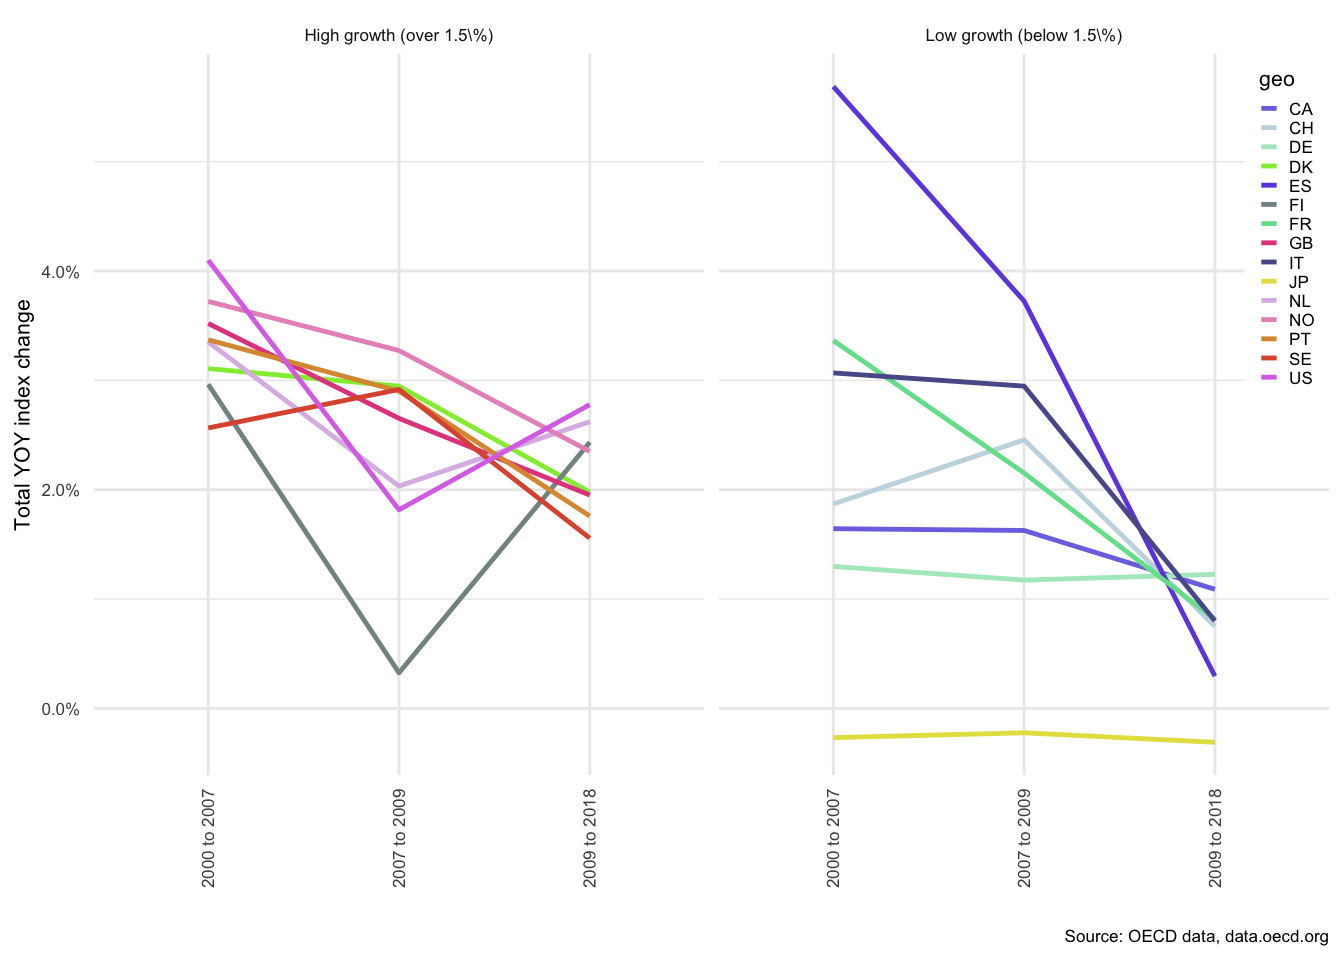 High growth (over 1.5\%)
Low growth (below 1.5\%)
Total YOY index change
4.0%
2.0%
0.0%
2000 to 2007
2007 to 2009
2009 to 2018
2000 to 2007
2007 to 2009
2009 to 2018
geo
CA
CH
DE
DK
ES
FI
FR
GB
IT
JP
NL
NO
PT
SE
US
Source: OECD data, data.oecd.org